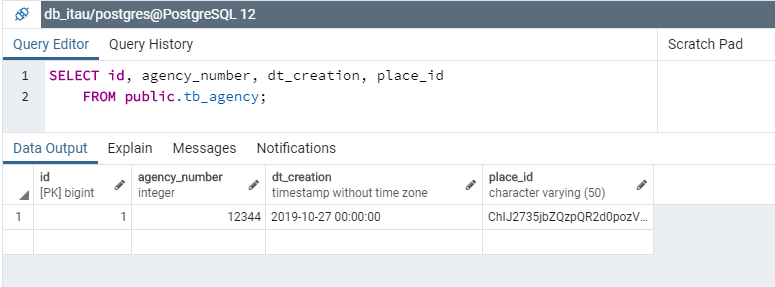 db_itau/postgres@PostgreSQL 12
Query Editor Query History Scratch Pad
1 SELECT id, agency_number, dt_creation, place_id
2 FROM public.tb_agency;
Data Output Explain Messages Notifications
id agency_number dt_creation place_id
[PK] bigint integer timestamp without time zone character varying (50)
1 1 12344 2019-10-27 00:00:00 ChIJ2735jbZQzpQR2d0pozV...